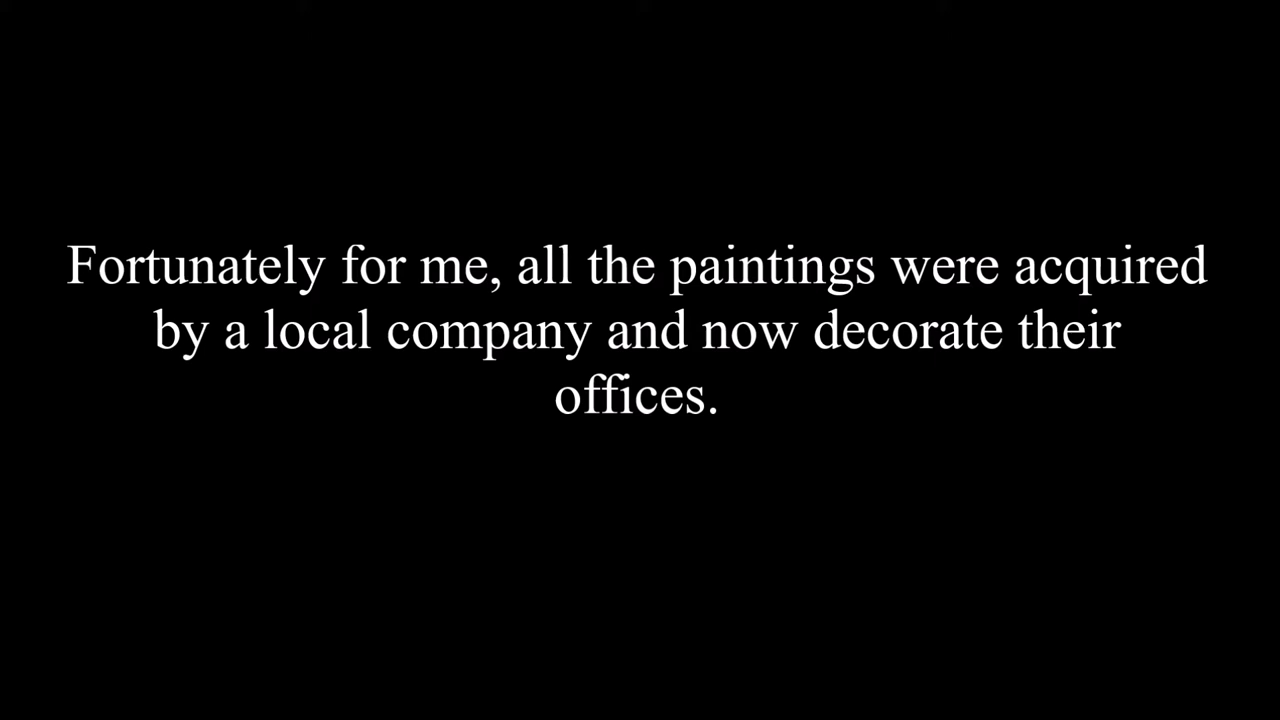 Fortunately for me, all the paintings were acquired
by a local company and now decorate their
offices.